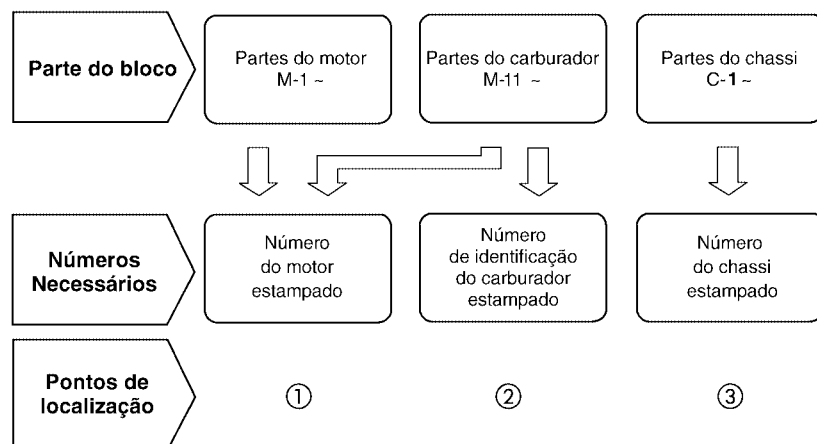 Parte do bloco
Partes do motor
M-1 ~
Partes do carburador
M-11 ~
Partes do chassi
C-1 ~
Números
Necessários
Número
do motor
estampado
Número
de identificação
do carburador
estampado
Número
do chassi
estampado
Pontos de
localização
①
②
③